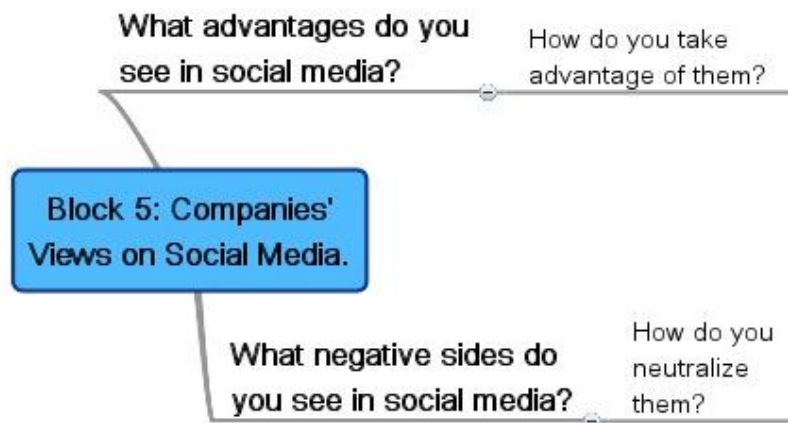 What advantages do you
see in social media?
How do you take
advantage of them?
Block 5: Companies'
Views on Social Media.
What negative sides do
you see in social media?
How do you
neutralize
them?